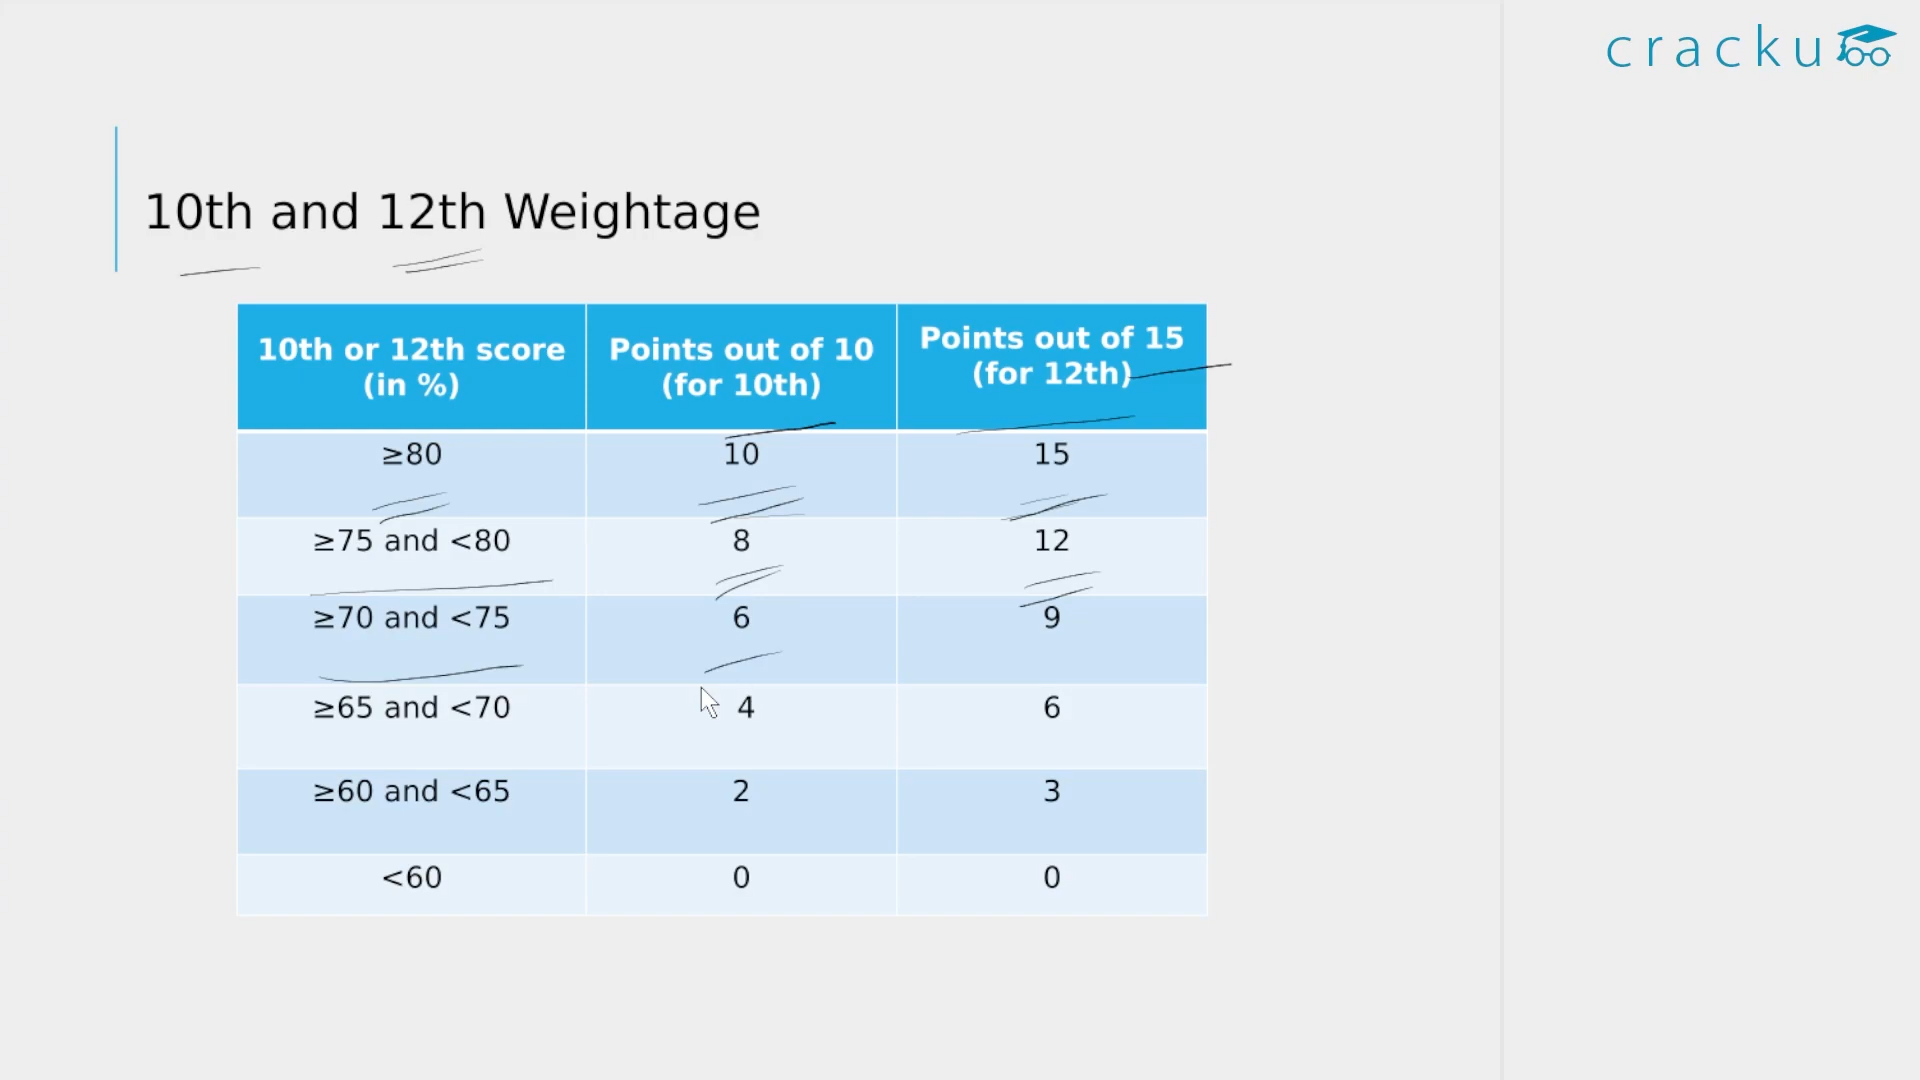 cracku
10th and 12th Weightage
10th or 12th score
(in %)
Points out of 10
(for 10th)
Points out of 15
(for 12th)
≥80
10
15
≥75 and <80
8
12
≥70 and <75
6
9
≥65 and <70
4
6
≥60 and <65
2
3
<60
0
0